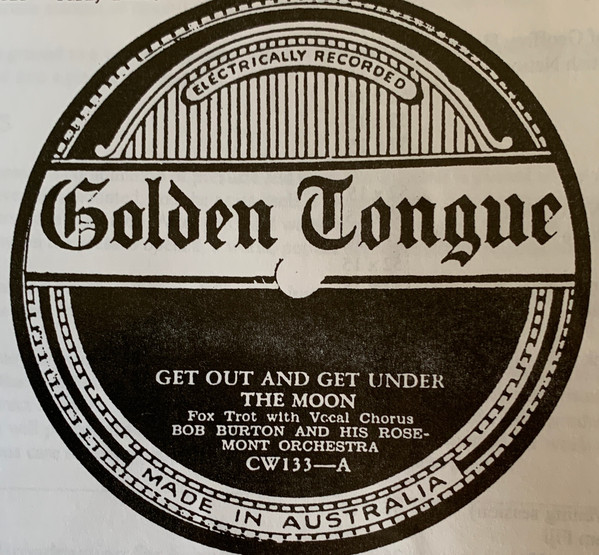 ELECTRICALLY RECORDED
Golden Tongue
GET OUT AND GET UNDER
THE MOON
Fox Trot with Vocal Chorus
BOB BURTON AND HIS ROSE-
MONT ORCHESTRA
CW133—A
MADE IN AUSTRALIA